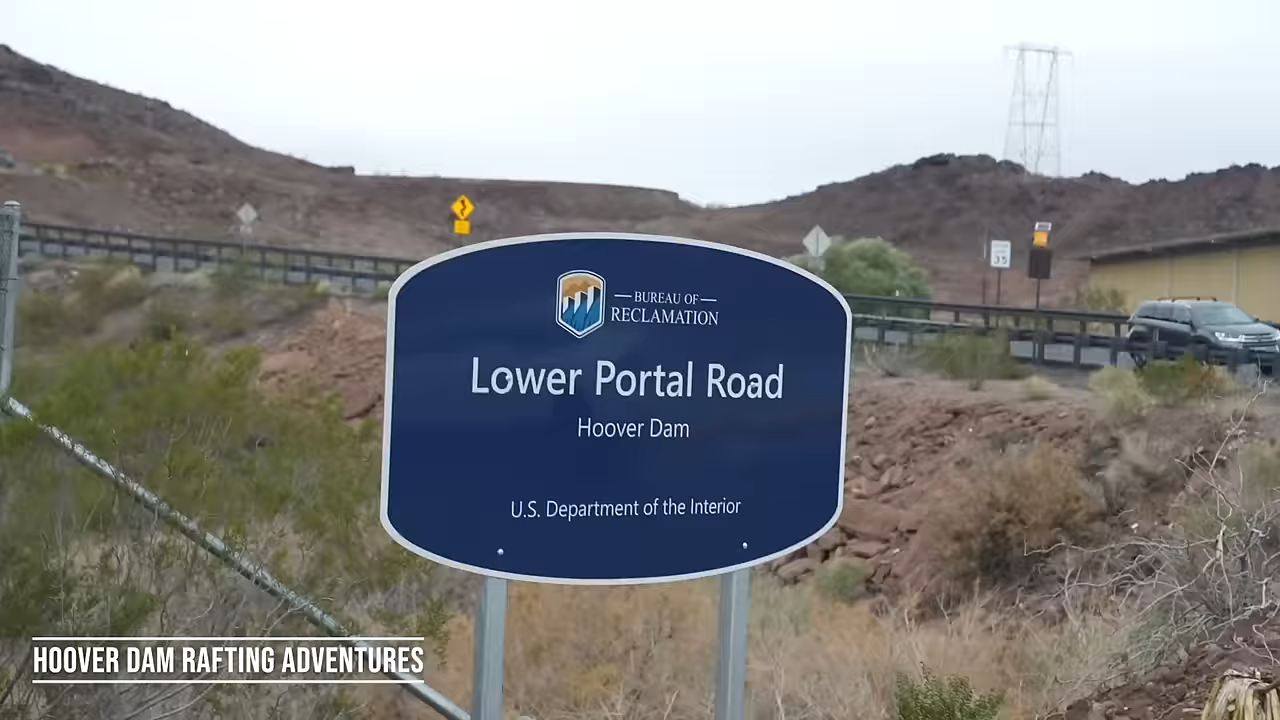 BUREAU OF
RECLAMATION
Lower Portal Road
Hoover Dam
U.S. Department of the Interior
35
HOOVER DAM RAFTING ADVENTURES